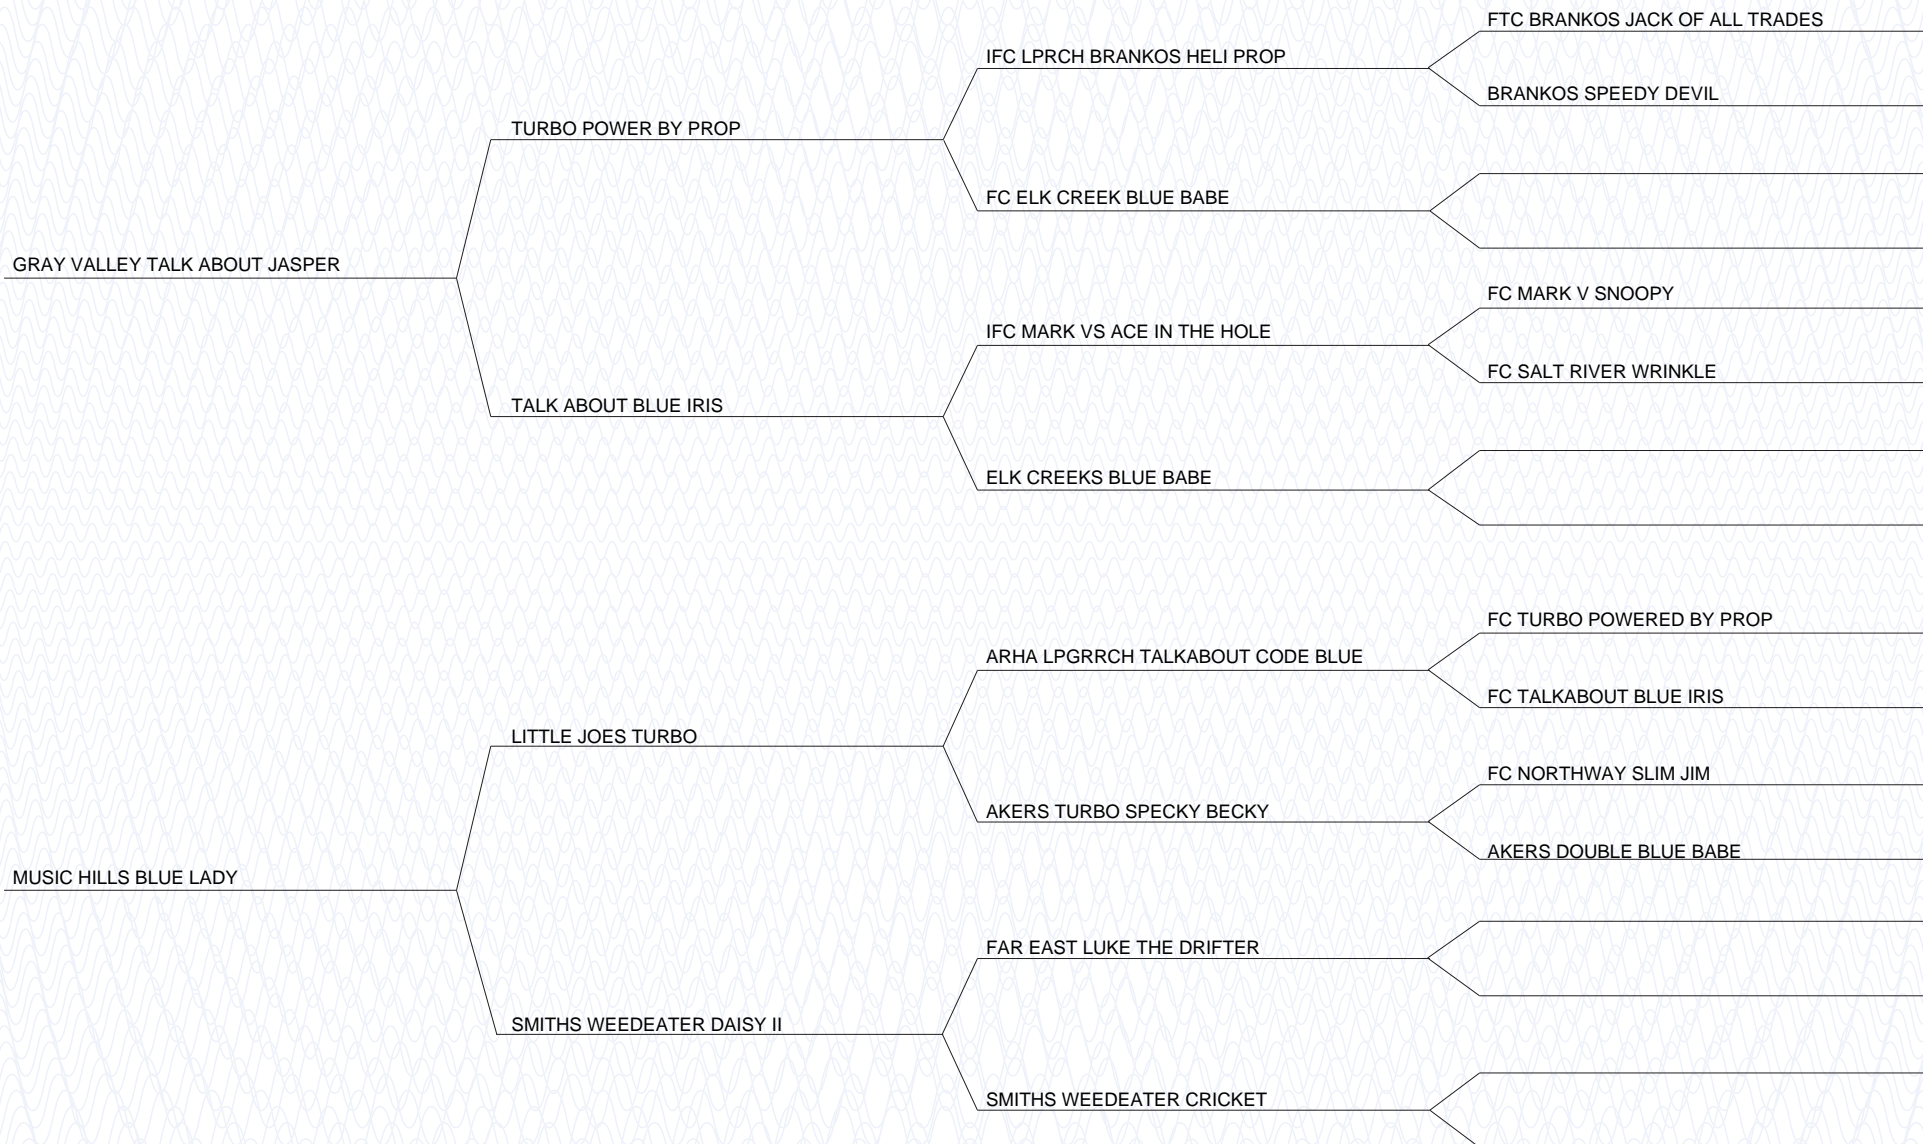 FTC BRANKOS JACK OF ALL TRADES
IFC LPRCH BRANKOS HELI PROP
BRANKOS SPEEDY DEVIL
TURBO POWER BY PROP
FC ELK CREEK BLUE BABE
GRAY VALLEY TALK ABOUT JASPER
FC MARK V SNOOPY
IFC MARK VS ACE IN THE HOLE
FC SALT RIVER WRINKLE
TALK ABOUT BLUE IRIS
ELK CREEKS BLUE BABE
FC TURBO POWERED BY PROP
ARHA LPGRRCH TALKABOUT CODE BLUE
FC TALKABOUT BLUE IRIS
LITTLE JOES TURBO
FC NORTHWAY SLIM JIM
AKERS TURBO SPECKY BECKY
AKERS DOUBLE BLUE BABE
MUSIC HILLS BLUE LADY
FAR EAST LUKE THE DRIFTER
SMITHS WEEDEATER DAISY II
SMITHS WEEDEATER CRICKET